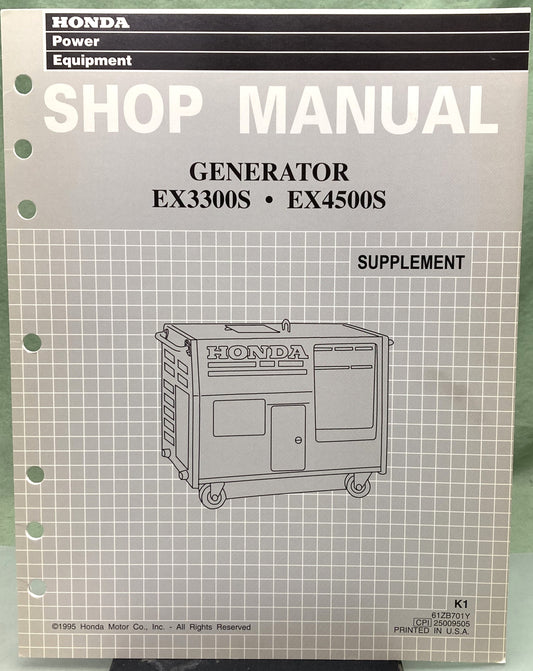 HONDA
Power
Equipment
SHOP MANUAL
GENERATOR
EX3300S • EX4500S
SUPPLEMENT
HONDA
K1
61ZB701Y
CPI 25009505
©1995 Honda Motor Co., Inc. - All Rights Reserved
PRINTED IN U.S.A.